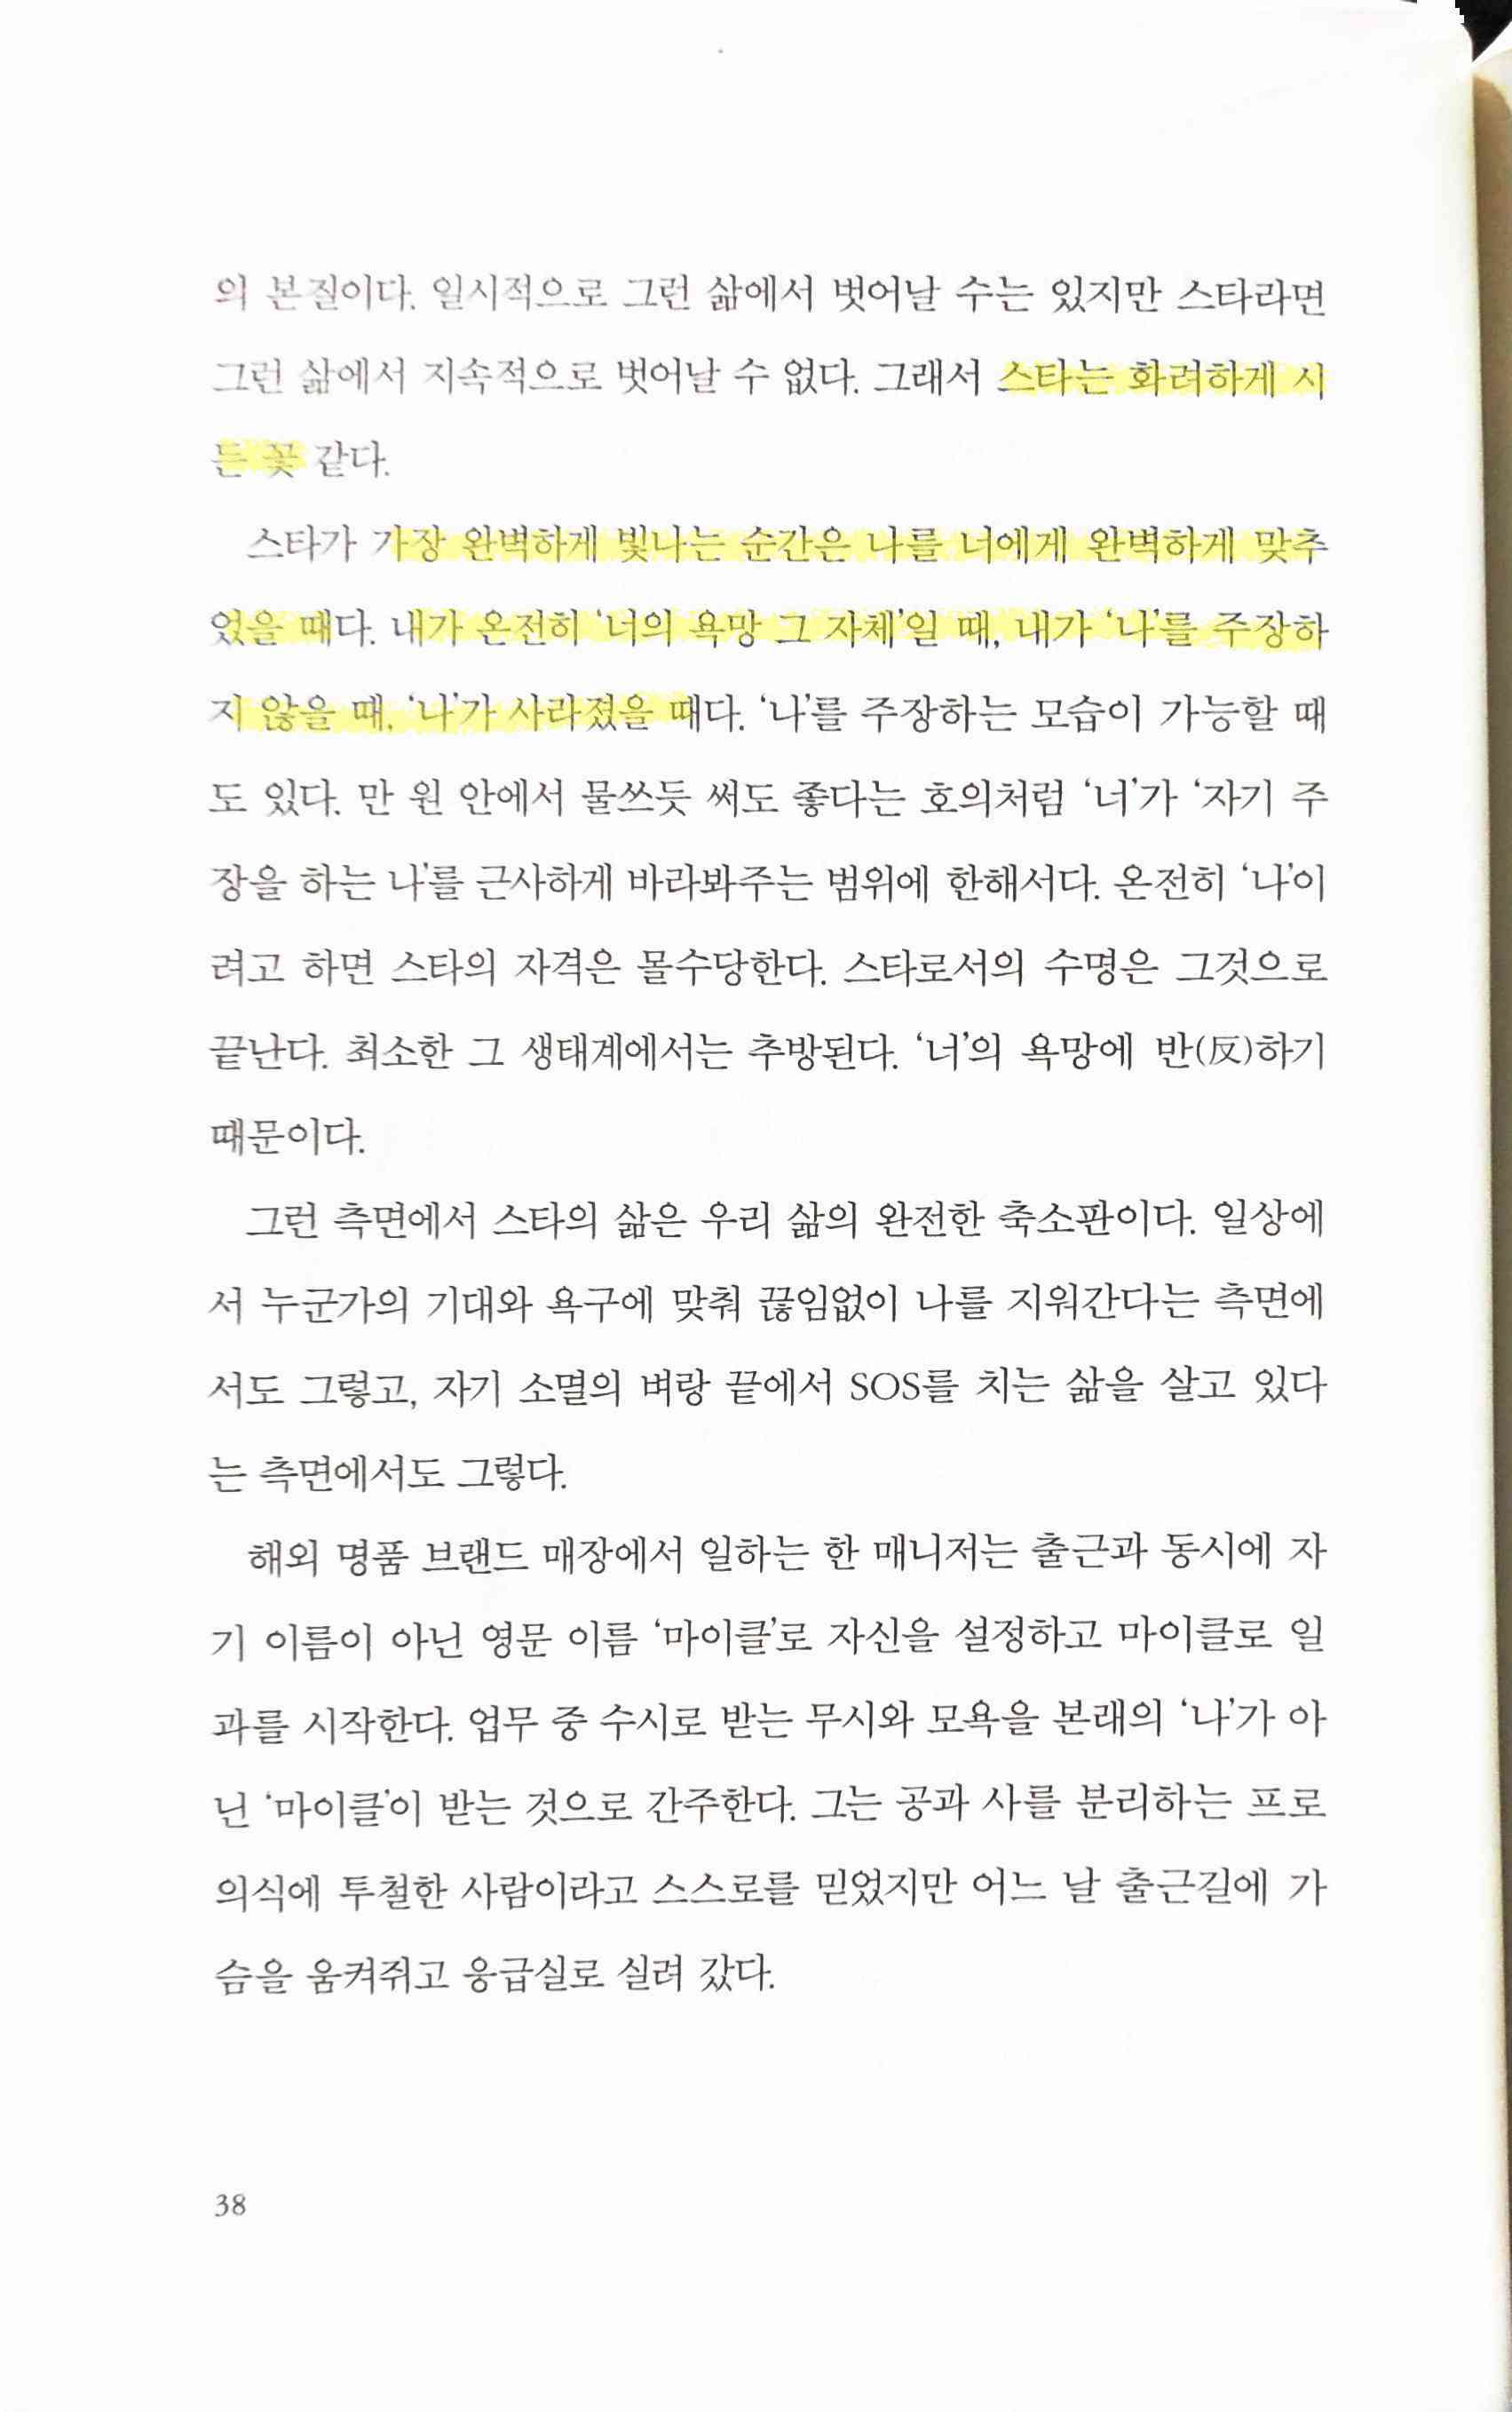 의 본질이다. 일시적으로 그런 삶에서 벗어날 수는 있지만 스타라면
그런 삶에서 지속적으로 벗어날 수 없다. 그래서 스타는 화려하게 시
든 꽃 같다.
스타가 가장 완벽하게 빛나는 순간은 나를 너에게 완벽하게 맞추
었을 때다. 내가 온전히 ‘너의 욕망 그 자체’일 때, 내가 ‘나’를 주장하
지 않을 때, ‘나’가 사라졌을 때다. ‘나’를 주장하는 모습이 가능할 때
도 있다. 만 원 안에서 물쓰듯 써도 좋다는 호의처럼 ‘너’가 ‘자기 주
장을 하는 나’를 근사하게 바라봐주는 범위에 한해서다. 온전히 ‘나’이
려고 하면 스타의 자격은 몰수당한다. 스타로서의 수명은 그것으로
끝난다. 최소한 그 생태계에서는 추방된다. ‘너’의 욕망에 반(反)하기
때문이다.
그런 측면에서 스타의 삶은 우리 삶의 완전한 축소판이다. 일상에
서 누군가의 기대와 욕구에 맞춰 끊임없이 나를 지워간다는 측면에
서도 그렇고, 자기 소멸의 벼랑 끝에서 SOS를 치는 삶을 살고 있다
는 측면에서도 그렇다.
해외 명품 브랜드 매장에서 일하는 한 매니저는 출근과 동시에 자
기 이름이 아닌 영문 이름 ‘마이클’로 자신을 설정하고 마이클로 일
과를 시작한다. 업무 중 수시로 받는 무시와 모욕을 본래의 ‘나’가 아
닌 ‘마이클’이 받는 것으로 간주한다. 그는 공과 사를 분리하는 프로
의식에 투철한 사람이라고 스스로를 믿었지만 어느 날 출근길에 가
슴을 움켜쥐고 응급실로 실려 갔다.
38